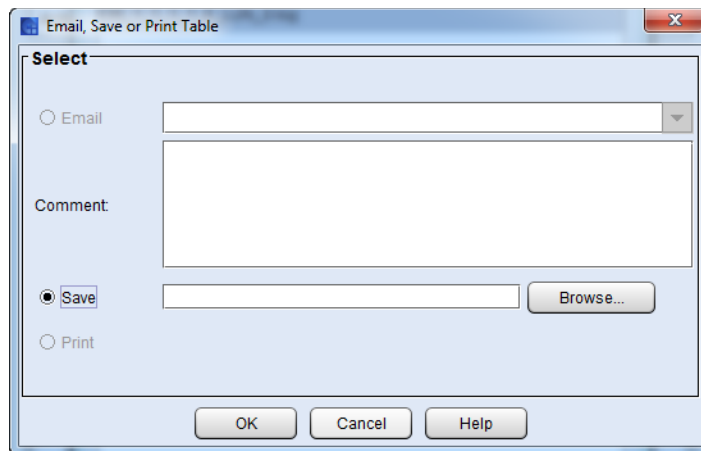 Email, Save or Print Table
Select
Email
Comment:
Save
Browse...
Print
OK
Cancel
Help